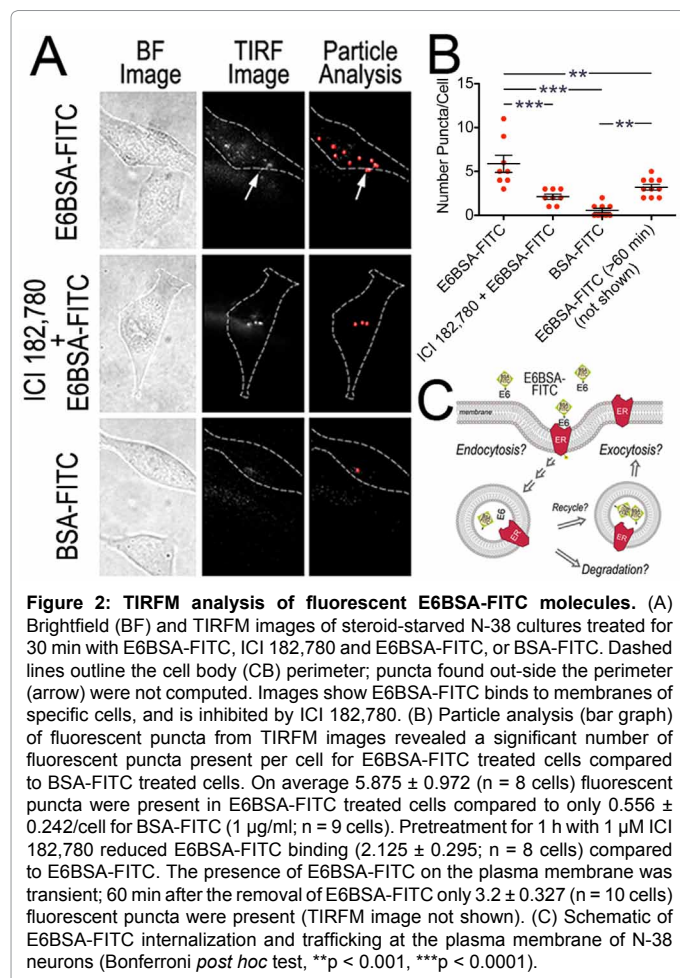 A
BF
Image
TIRF
Image
Particle
Analysis
E6BSA-FITC
ICI 182,780
+
E6BSA-FITC
BSA-FITC
B
**
***
***
**
Number Puncta/Cell
15
10
5
0
E6BSA-FITC
ICI 182,780 + E6BSA-FITC
BSA-FITC
E6BSA-FITC (>60 min)
(not shown)
C
E6BSA-
FITC
E6
E6
membrane
ER
ER
Endocytosis?
Exocytosis?
E6
ER
Recycle?
ER
Degradation?
Figure 2: TIRFM analysis of fluorescent E6BSA-FITC molecules. (A)
Brightfield (BF) and TIRFM images of steroid-starved N-38 cultures treated for
30 min with E6BSA-FITC, ICI 182,780 and E6BSA-FITC, or BSA-FITC. Dashed
lines outline the cell body (CB) perimeter; puncta found out-side the perimeter
(arrow) were not computed. Images show E6BSA-FITC binds to membranes of
specific cells, and is inhibited by ICI 182,780. (B) Particle analysis (bar graph)
of fluorescent puncta from TIRFM images revealed a significant number of
fluorescent puncta present per cell for E6BSA-FITC treated cells compared
to BSA-FITC treated cells. On average 5.875 ± 0.972 (n = 8 cells) fluorescent
puncta were present in E6BSA-FITC treated cells compared to only 0.556 ±
0.242/cell for BSA-FITC (1 µg/ml; n = 9 cells). Pretreatment for 1 h with 1 µM ICI
182,780 reduced E6BSA-FITC binding (2.125 ± 0.295; n = 8 cells) compared
to E6BSA-FITC. The presence of E6BSA-FITC on the plasma membrane was
transient; 60 min after the removal of E6BSA-FITC only 3.2 ± 0.327 (n = 10 cells)
fluorescent puncta were present (TIRFM image not shown). (C) Schematic of
E6BSA-FITC internalization and trafficking at the plasma membrane of N-38
neurons (Bonferroni post hoc test, **p < 0.001, ***p < 0.0001).